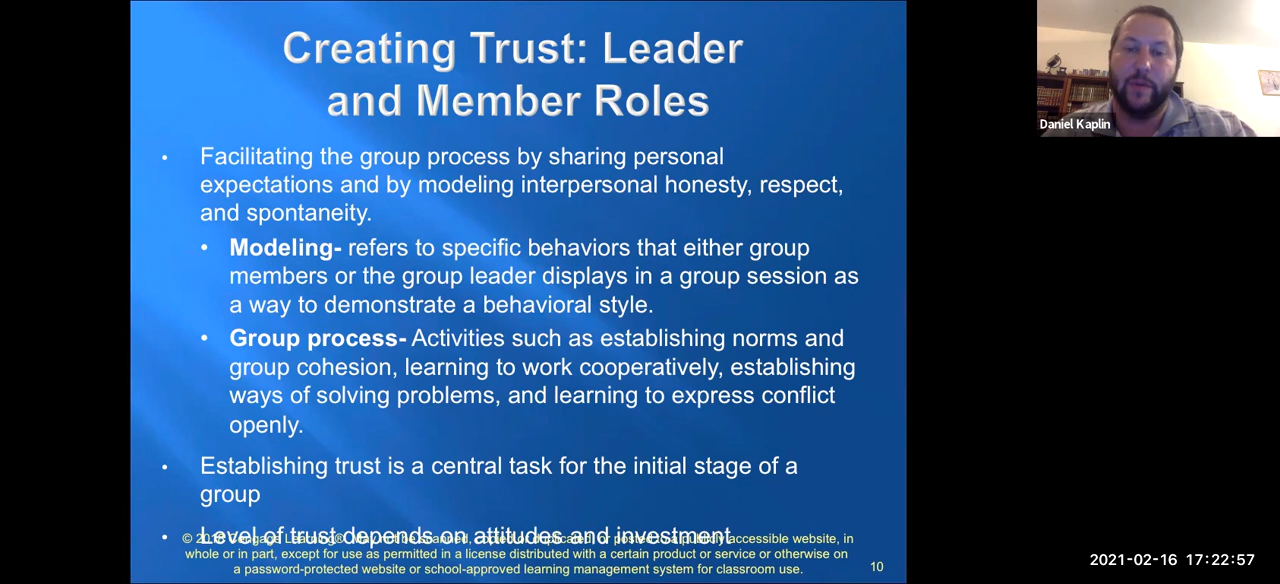 Creating Trust: Leader
and Member Roles
• Facilitating the group process by sharing personal
expectations and by modeling interpersonal honesty, respect,
and spontaneity.
• Modeling- refers to specific behaviors that either group
members or the group leader displays in a group session as
a way to demonstrate a behavioral style.
• Group process- Activities such as establishing norms and
group cohesion, learning to work cooperatively, establishing
ways of solving problems, and learning to express conflict
openly.
• Establishing trust is a central task for the initial stage of a
group
• Level of trust depends on attitudes and investment
© Cengage Learning®. May not be scanned, copied or duplicated, or posted to a publicly accessible website, in
whole or in part, except for use as permitted in a license distributed with a certain product or service or otherwise on
a password-protected website or school-approved learning management system for classroom use.
10
Daniel Kaplin
2021-02-16 17:22:57